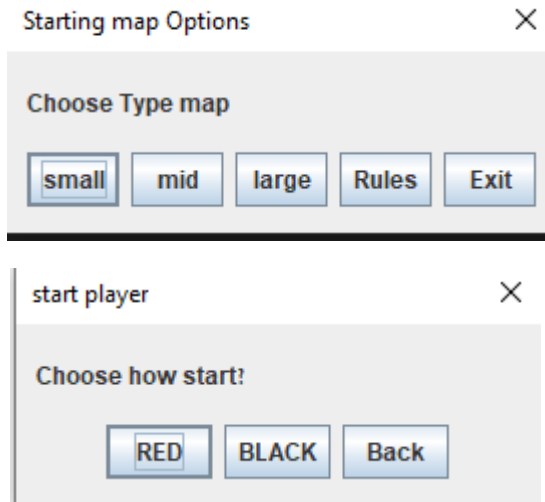 Starting map Options
Choose Type map
small mid large Rules Exit
start player
Choose how start?
RED BLACK Back